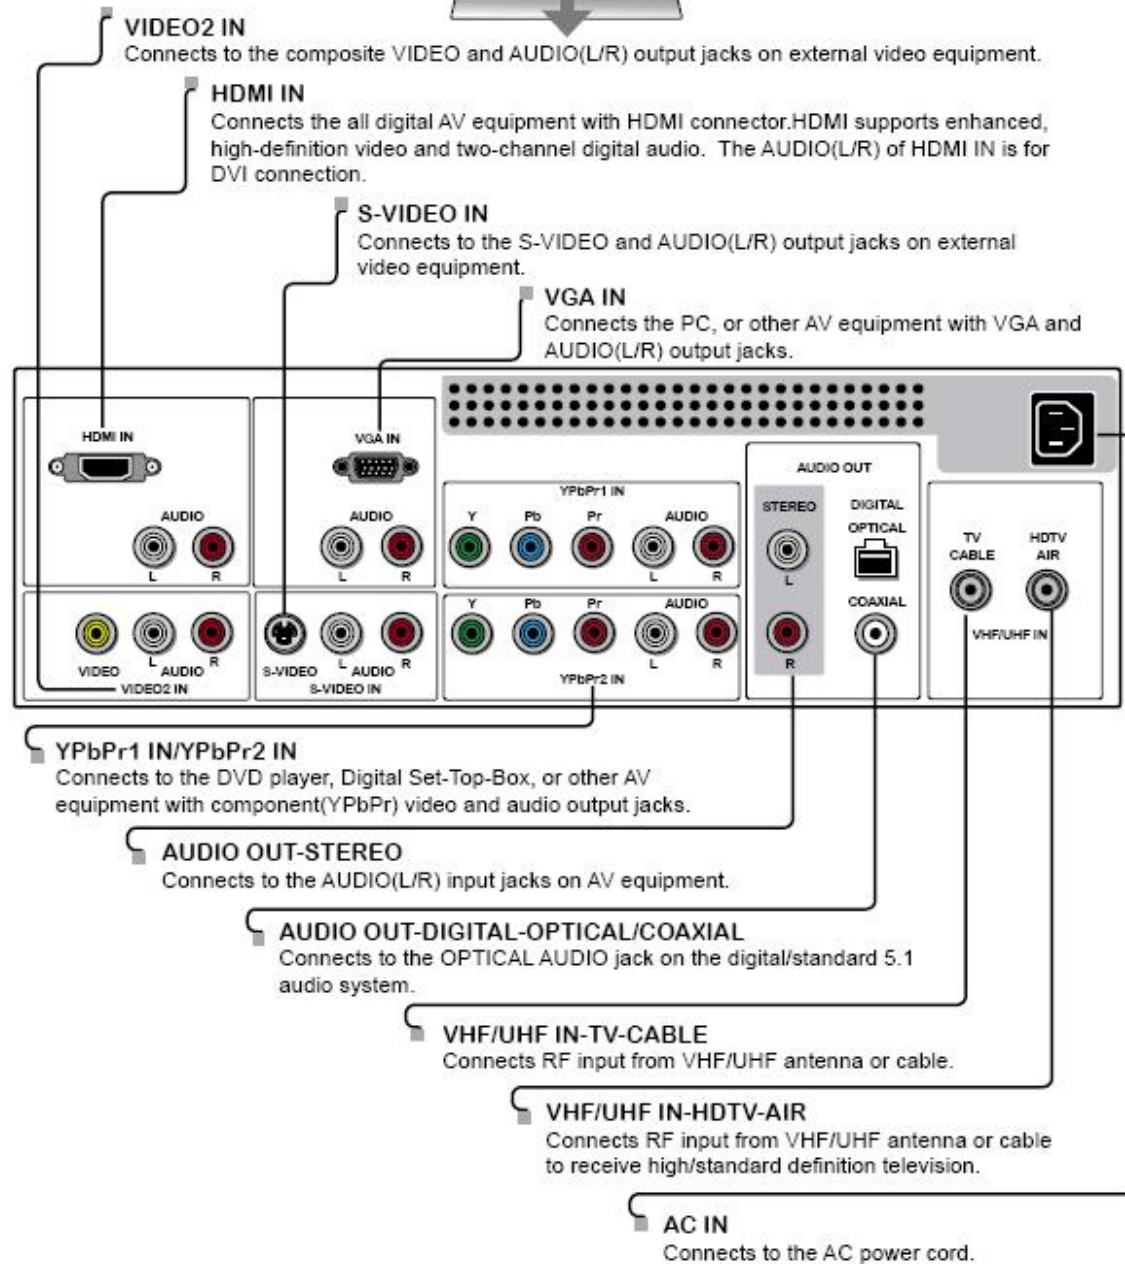 VIDEO2 IN
Connects to the composite VIDEO and AUDIO(L/R) output jacks on external video equipment.
HDMI IN
Connects the all digital AV equipment with HDMI connector.HDMI supports enhanced,
high-definition video and two-channel digital audio. The AUDIO(L/R) of HDMI IN is for
DVI connection.
S-VIDEO IN
Connects to the S-VIDEO and AUDIO(L/R) output jacks on external
video equipment.
VGA IN
Connects the PC, or other AV equipment with VGA and
AUDIO(L/R) output jacks.
HDMI IN
AUDIO
L R
VGA IN
AUDIO
L R
YPbPr1 IN
Y Pb Pr AUDIO
L R
AUDIO OUT
STEREO
L
R
DIGITAL
OPTICAL
COAXIAL
TV
CABLE
HDTV
AIR
VHF/UHF IN
VIDEO L AUDIO R
VIDEO2 IN
S-VIDEO L AUDIO R
S-VIDEO IN
Y Pb Pr AUDIO
L R
YPbPr2 IN
YPbPr1 IN/YPbPr2 IN
Connects to the DVD player, Digital Set-Top-Box, or other AV
equipment with component(YPbPr) video and audio output jacks.
AUDIO OUT-STEREO
Connects to the AUDIO(L/R) input jacks on AV equipment.
AUDIO OUT-DIGITAL-OPTICAL/COAXIAL
Connects to the OPTICAL AUDIO jack on the digital/standard 5.1
audio system.
VHF/UHF IN-TV-CABLE
Connects RF input from VHF/UHF antenna or cable.
VHF/UHF IN-HDTV-AIR
Connects RF input from VHF/UHF antenna or cable
to receive high/standard definition television.
AC IN
Connects to the AC power cord.